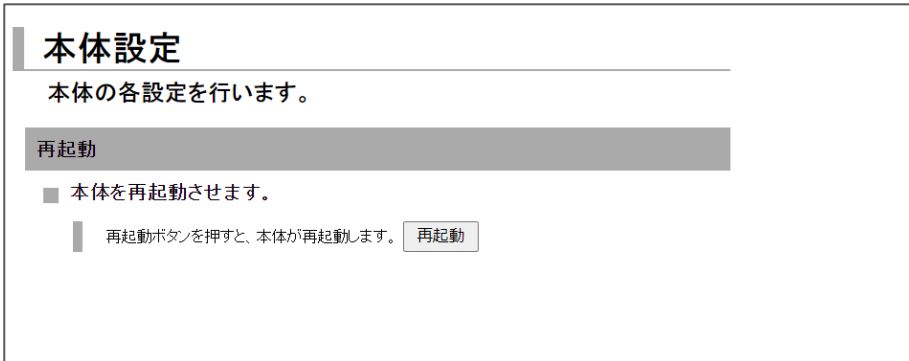 本体設定
本体の各設定を行います。
再起動
本体を再起動させます。
再起動ボタンを押すと、本体が再起動します。 再起動